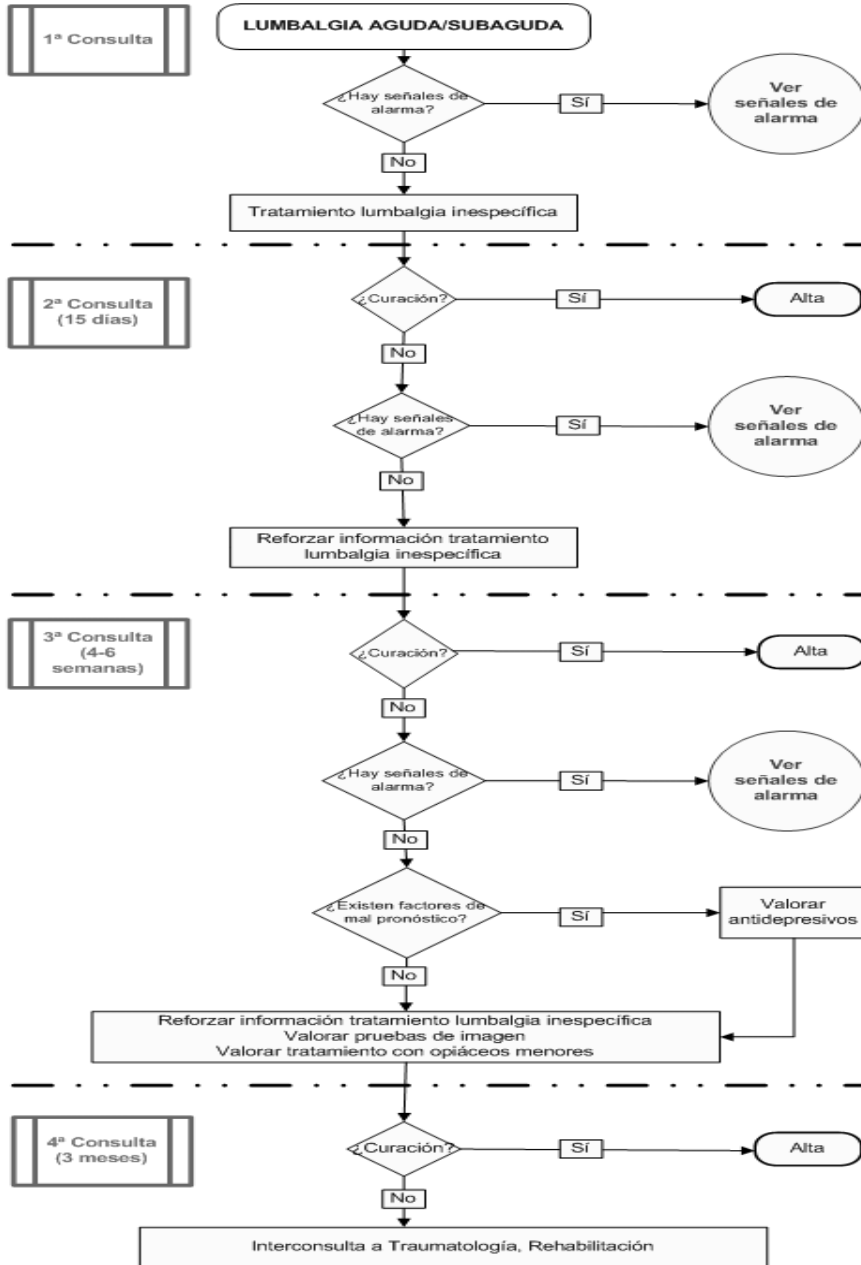 1ª Consulta
LUMBALGIA AGUDA/SUBAGUDA
¿Hay señales de
alarma?
Sí
Ver
señales de
alarma
No
Tratamiento lumbalgia inespecífica
2ª Consulta
(15 días)
¿Curación?
Sí
Alta
No
¿Hay señales
de alarma?
Sí
Ver
señales de
alarma
No
Reforzar información tratamiento
lumbalgia inespecífica
3ª Consulta
(4-6
semanas)
¿Curación?
Sí
Alta
No
¿Hay señales de
alarma?
Sí
Ver
señales de
alarma
No
¿Existen factores de
mal pronóstico?
Sí
Valorar
antidepresivos
No
Reforzar información tratamiento lumbalgia inespecífica
Valorar pruebas de imagen
Valorar tratamiento con opiáceos menores
4ª Consulta
(3 meses)
¿Curación?
Sí
Alta
No
Interconsulta a Traumatología, Rehabilitación